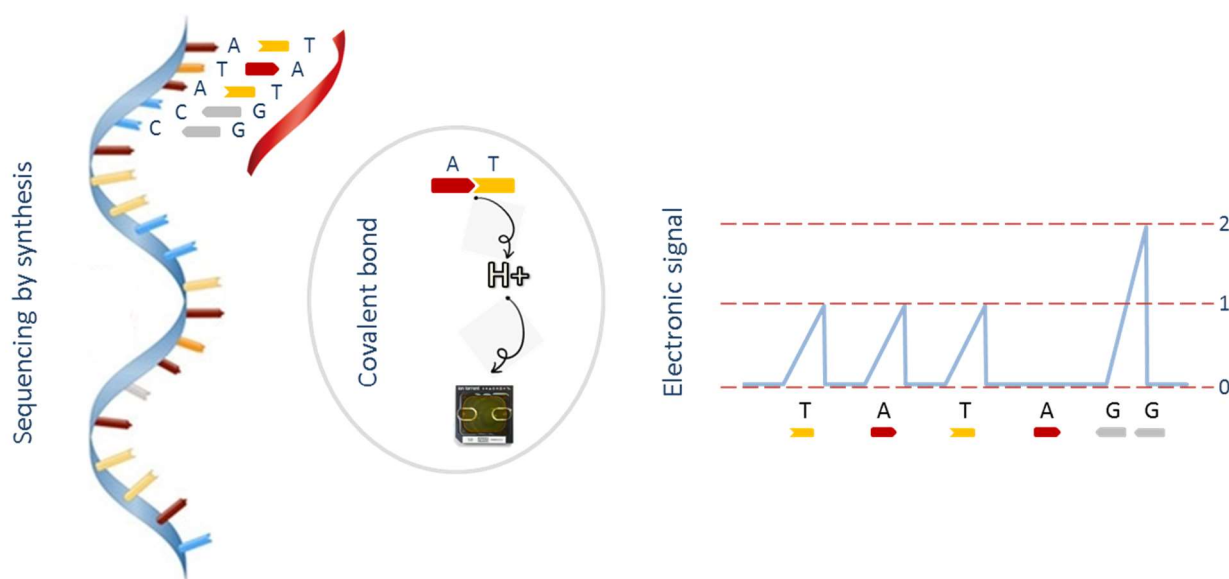 Sequencing by synthesis
A T
T A
A T
C G
C G
Covalent bond
A T
H+
Electronic signal
2
1
0
T A T A G G